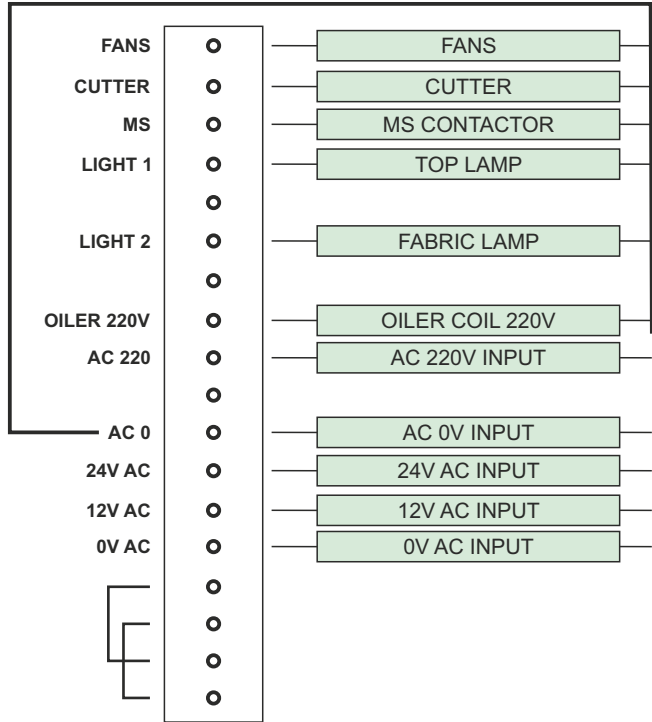 FANS FANS
CUTTER CUTTER
MS MS CONTACTOR
LIGHT 1 TOP LAMP
LIGHT 2 FABRIC LAMP
OILER 220V OILER COIL 220V
AC 220 AC 220V INPUT
AC 0 AC 0V INPUT
24V AC 24V AC INPUT
12V AC 12V AC INPUT
0V AC 0V AC INPUT